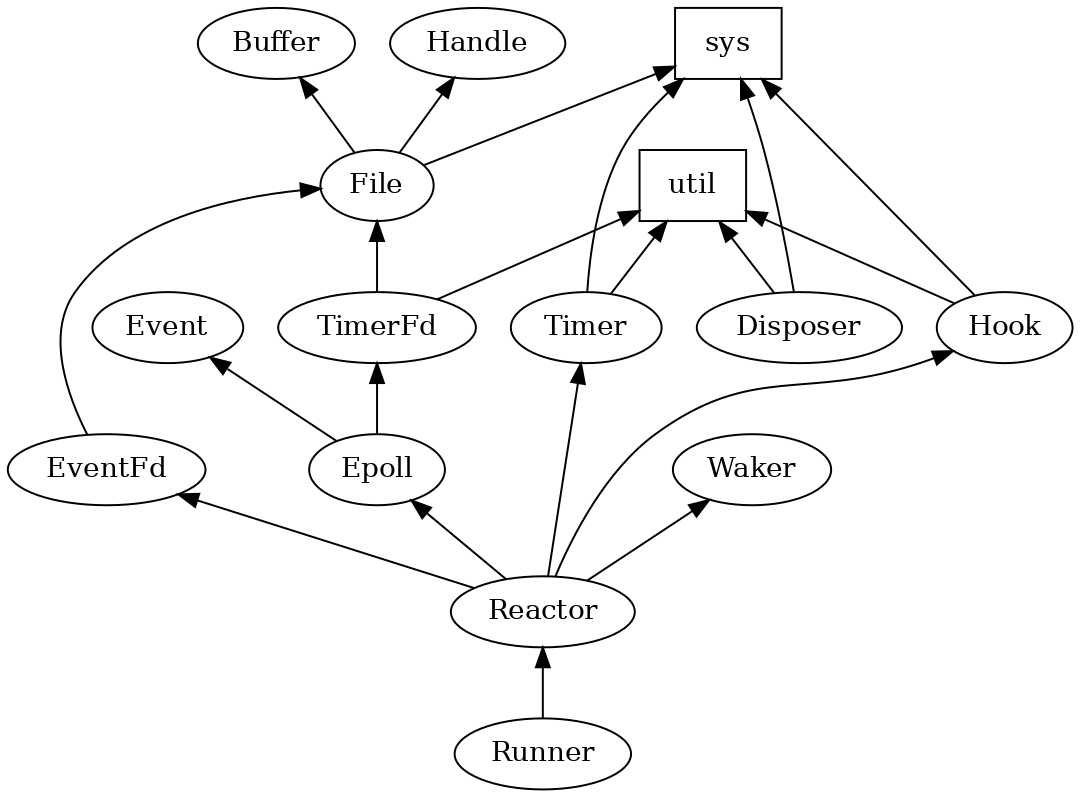 Buffer
Handle
sys
File
util
Event
TimerFd
Timer
Disposer
Hook
EventFd
Epoll
Waker
Reactor
Runner